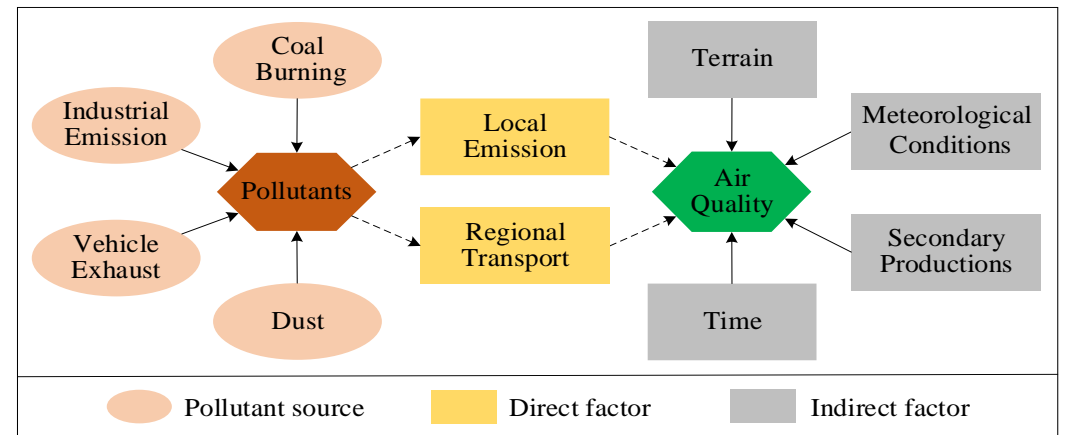 Coal
Burning
Industrial
Emission
Vehicle
Exhaust
Dust
Pollutants
Local
Emission
Regional
Transport
Terrain
Air
Quality
Time
Meteorological
Conditions
Secondary
Productions
Pollutant source
Direct factor
Indirect factor